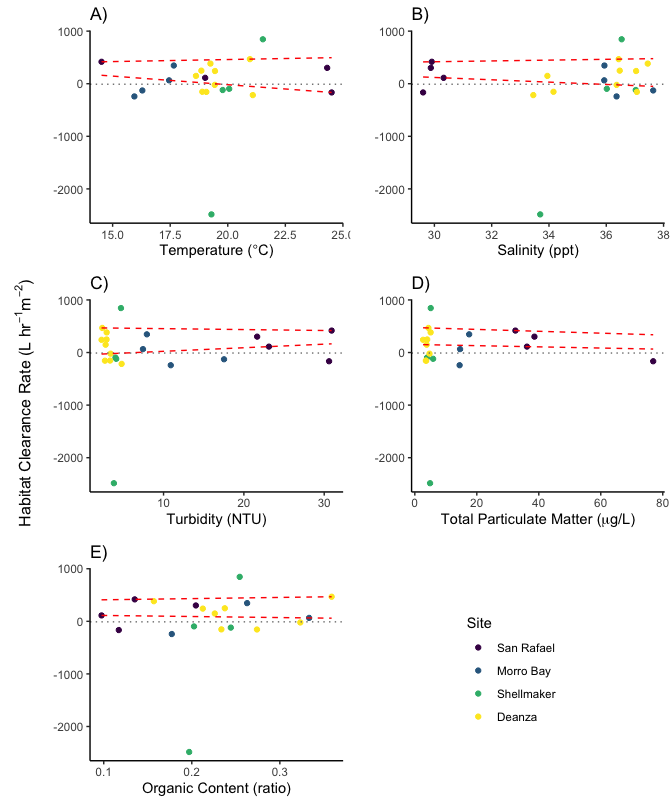 A)
B)
1000
0
-1000
-2000
1000
0
-1000
-2000
15.0 17.5 20.0 22.5 25.0
30 32 34 36 38
Temperature (°C)
Salinity (ppt)
C)
D)
Habitat Clearance Rate (L hr⁻¹m⁻²)
1000
0
-1000
-2000
1000
0
-1000
-2000
10 20 30
0 20 40 60 80
Turbidity (NTU)
Total Particulate Matter (μg/L)
E)
1000
0
-1000
-2000
0.1 0.2 0.3
Organic Content (ratio)
Site
San Rafael
Morro Bay
Shellmaker
Deanza